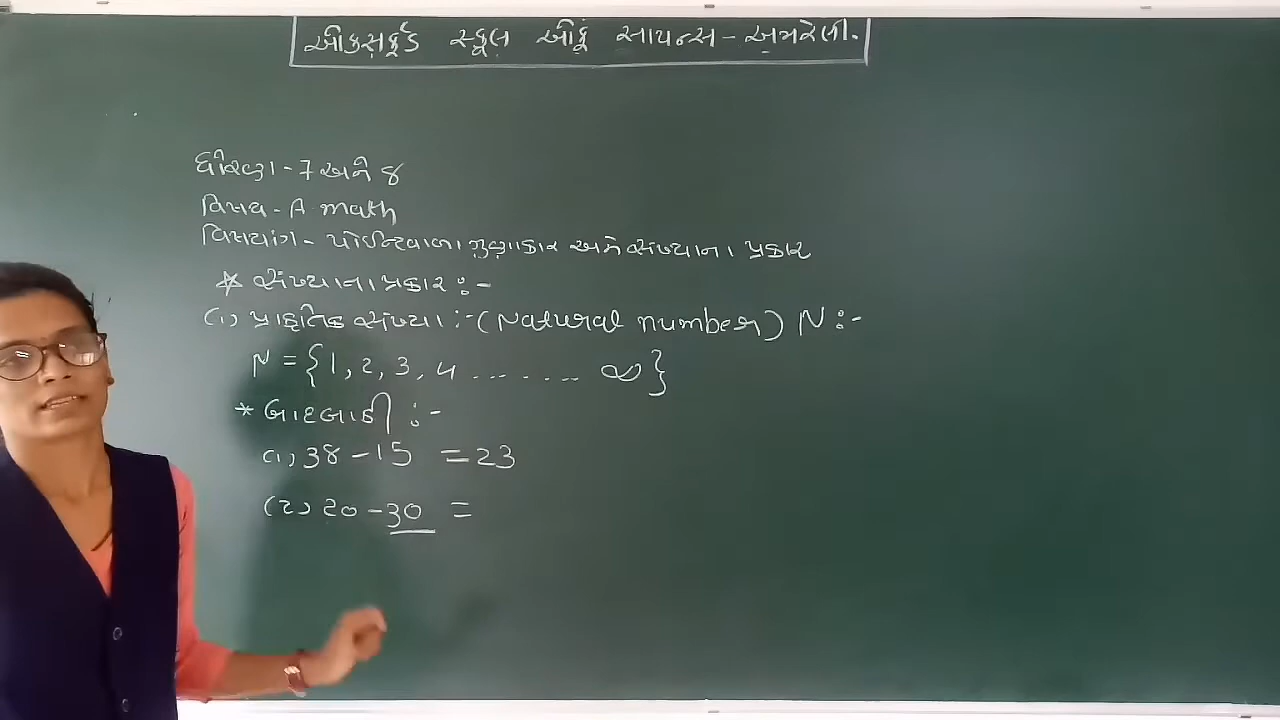 ઓક્સફર્ડ સ્કૂલ ઓફ સાયન્સ - અમરેલી.
ધોરણ - 7 અને ૪
વિષય - A. math
વિષયાંગ - પોઈન્ટવાળા ગુણાકાર અને સંખ્યાના પ્રકાર
* સંખ્યાના પ્રકાર :-
(1) પ્રાકૃતિક સંખ્યા :- (Natural number) N :-
N = {1, 2, 3, 4 ......... ∞}
* બાદબાકી :-
(1) 38 - 15 = 23
(2) 20 - 30 =